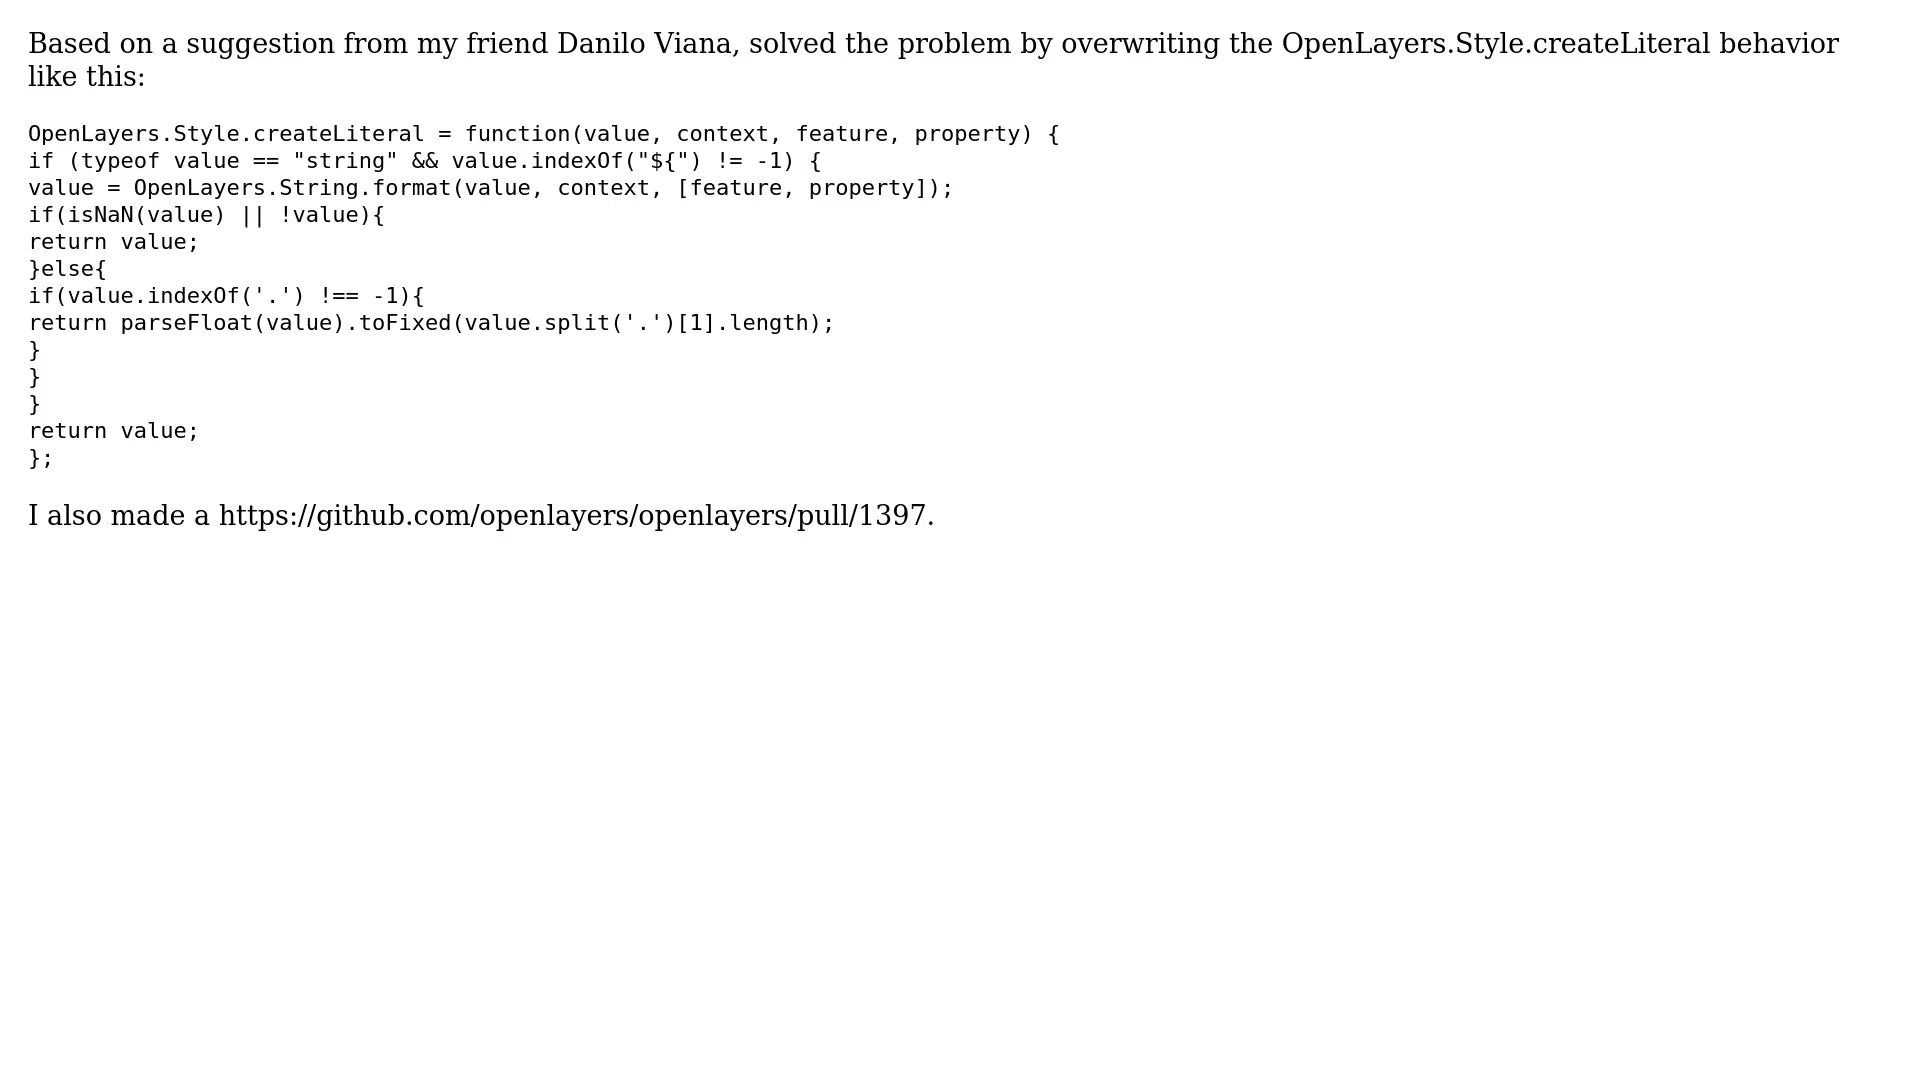 Based on a suggestion from my friend Danilo Viana, solved the problem by overwriting the OpenLayers.Style.createLiteral behavior
like this:
OpenLayers.Style.createLiteral = function(value, context, feature, property) {
if (typeof value == "string" && value.indexOf("${") != -1) {
value = OpenLayers.String.format(value, context, [feature, property]);
if(isNaN(value) || !value){
return value;
}else{
if(value.indexOf('.') !== -1){
return parseFloat(value).toFixed(value.split('.')[1].length);
}
}
}
return value;
};
I also made a https://github.com/openlayers/openlayers/pull/1397.